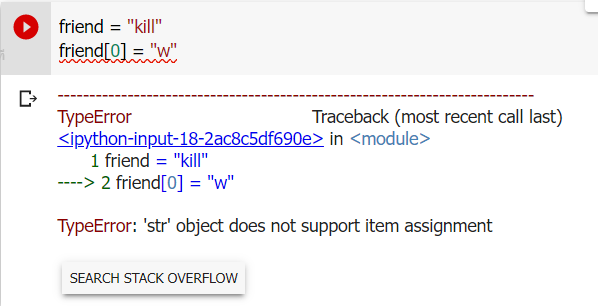 friend = "kill"
friend[0] = "w"
---------------------------------------------------------------------------
TypeError Traceback (most recent call last)
<ipython-input-18-2ac8c5df690e> in <module>
1 friend = "kill"
----> 2 friend[0] = "w"
TypeError: 'str' object does not support item assignment
SEARCH STACK OVERFLOW